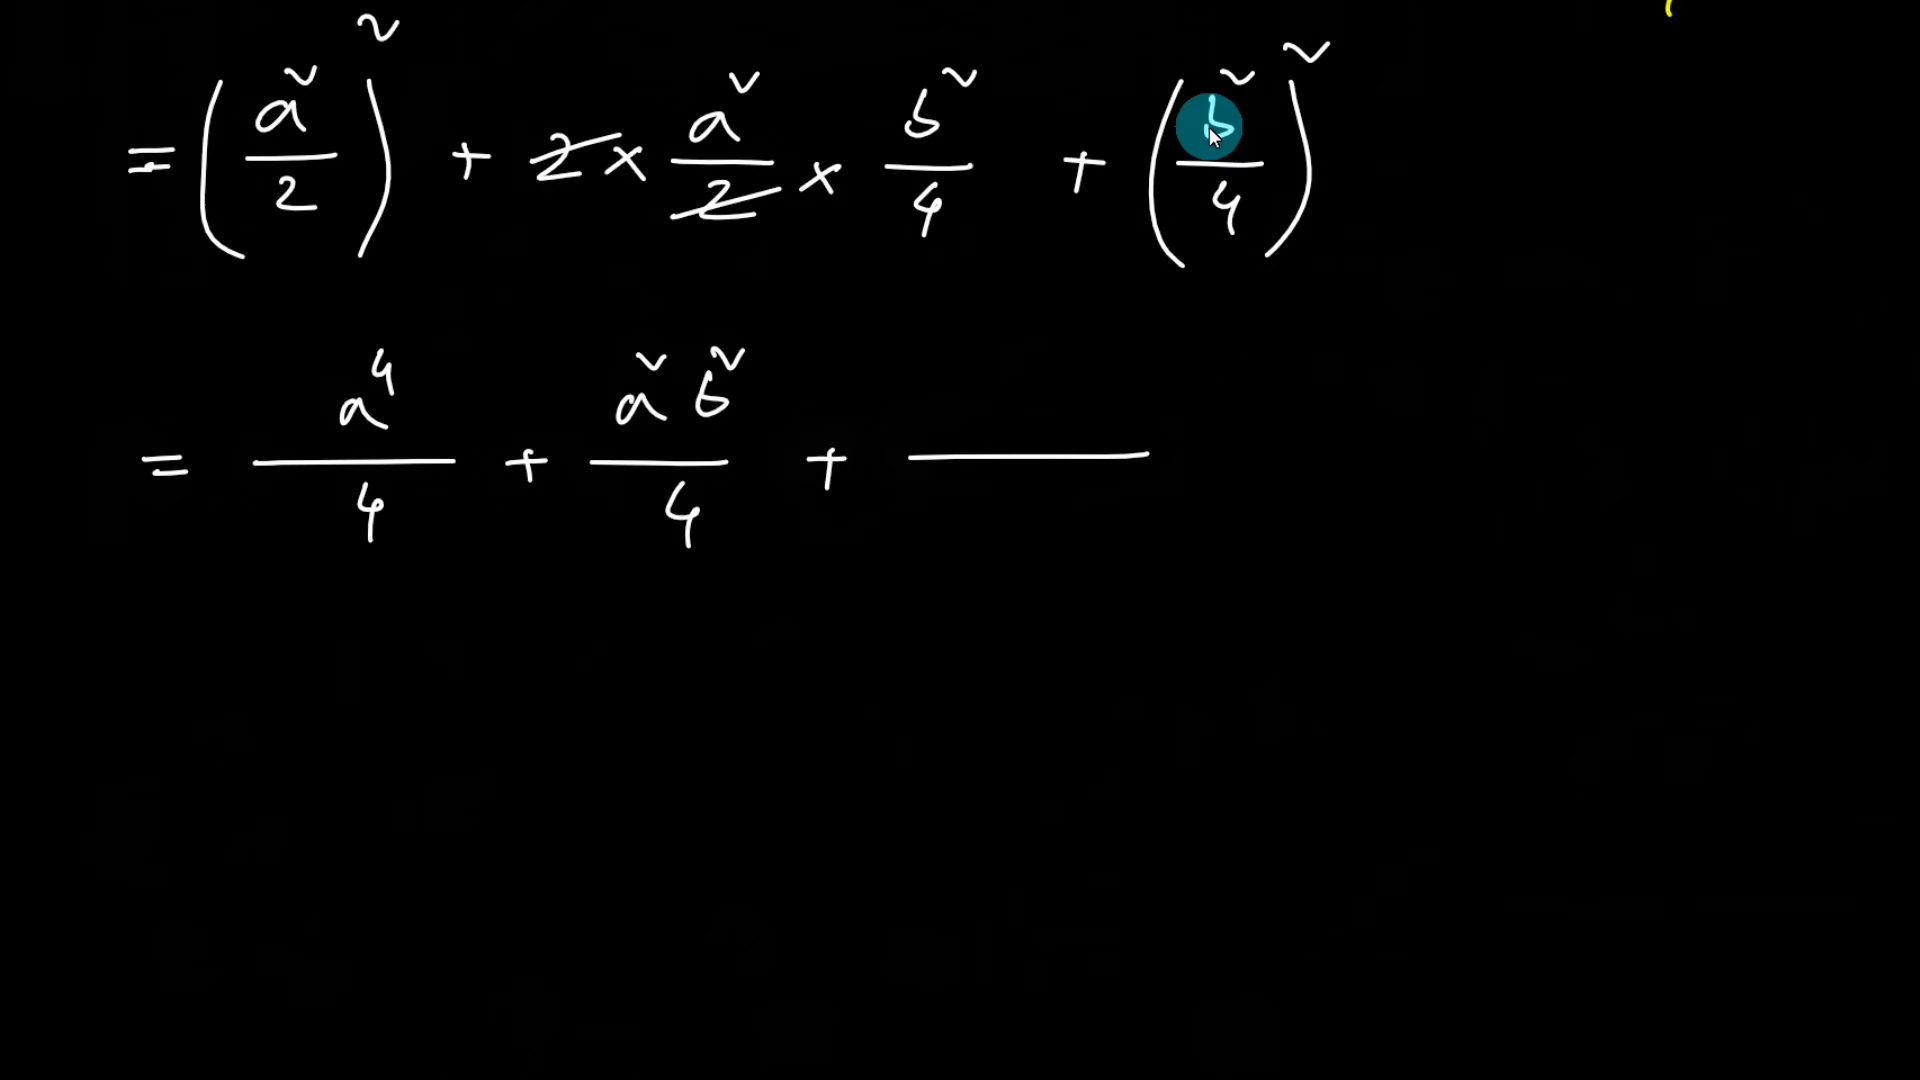 = (a²/2)² + 2 × a²/2 × b²/4 + (b²/4)²
= a⁴/4 + a²b²/4 + ———